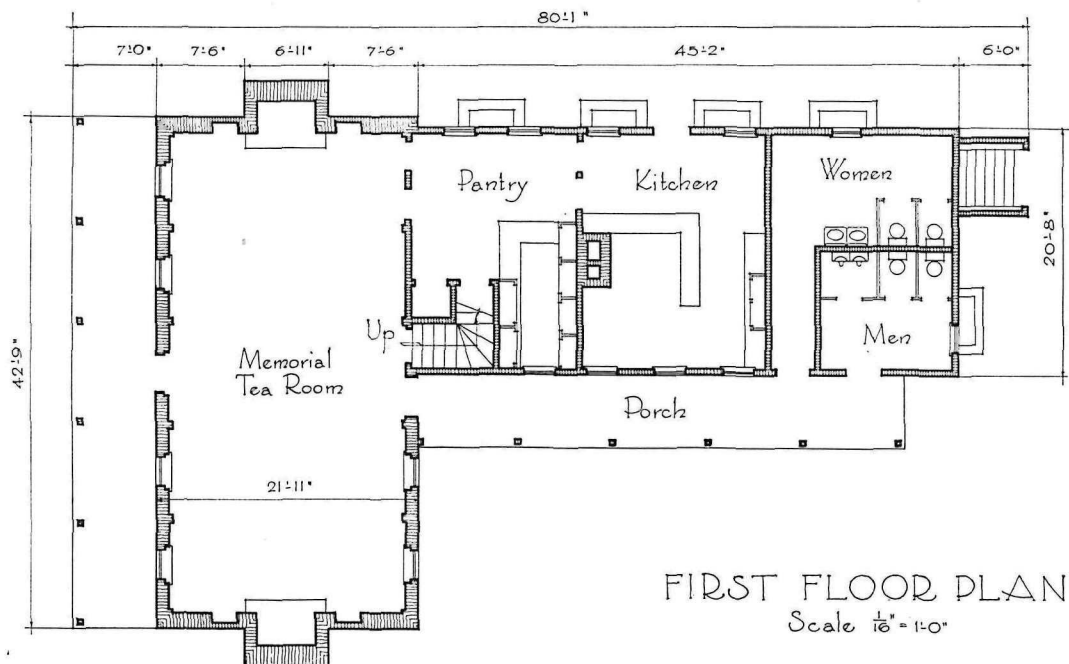 80'-1"
7'-0" 7'-6" 6'-11" 7'-6" 45'-2" 6'-0"
Pantry
Kitchen
Women
20'-8"
Up
Men
42'-9"
Memorial
Tea Room
Porch
21'-11"
FIRST FLOOR PLAN
Scale 1/16" = 1'-0"